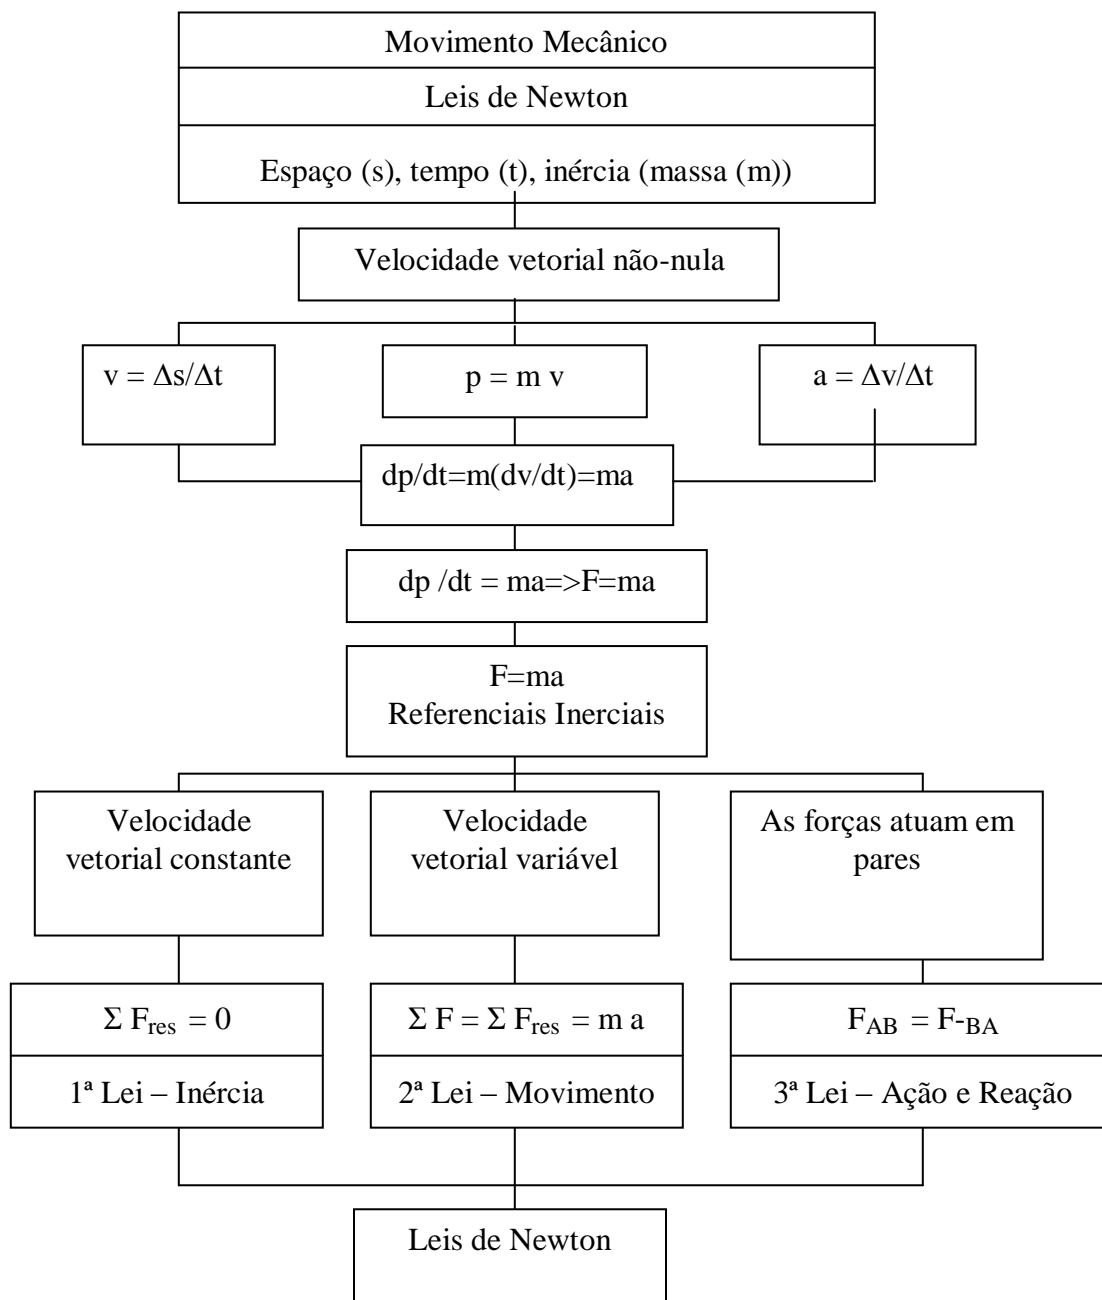 Movimento Mecânico
Leis de Newton
Espaço (s), tempo (t), inércia (massa (m))
Velocidade vetorial não-nula
v = Δs/Δt
p = m v
a = Δv/Δt
dp/dt=m(dv/dt)=ma
dp /dt = ma=>F=ma
F=ma
Referenciais Inerciais
Velocidade
vetorial constante
Velocidade
vetorial variável
As forças atuam em
pares
Σ Fres = 0
1ª Lei – Inércia
Σ F = Σ Fres = m a
2ª Lei – Movimento
FAB = F-BA
3ª Lei – Ação e Reação
Leis de Newton